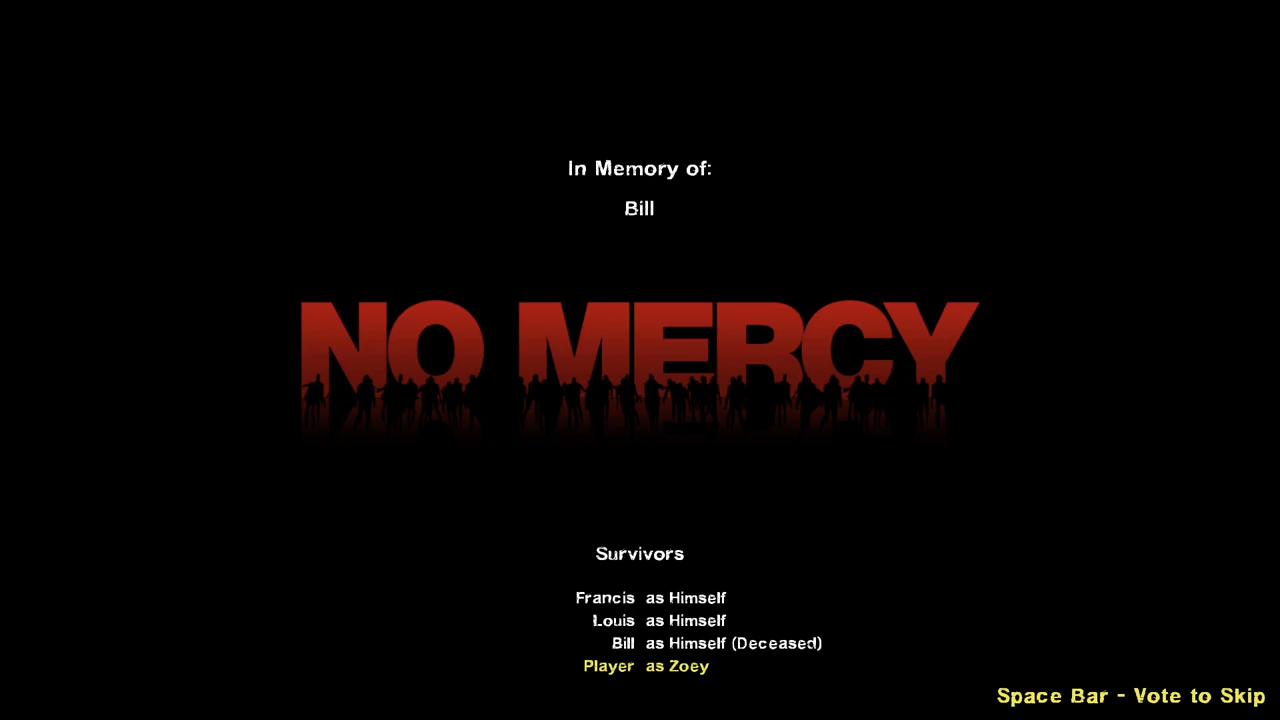 In Memory of:
Bill
NO MERCY
Survivors
Francis as Himself
Louis as Himself
Bill as Himself (Deceased)
Player as Zoey
Space Bar - Vote to Skip